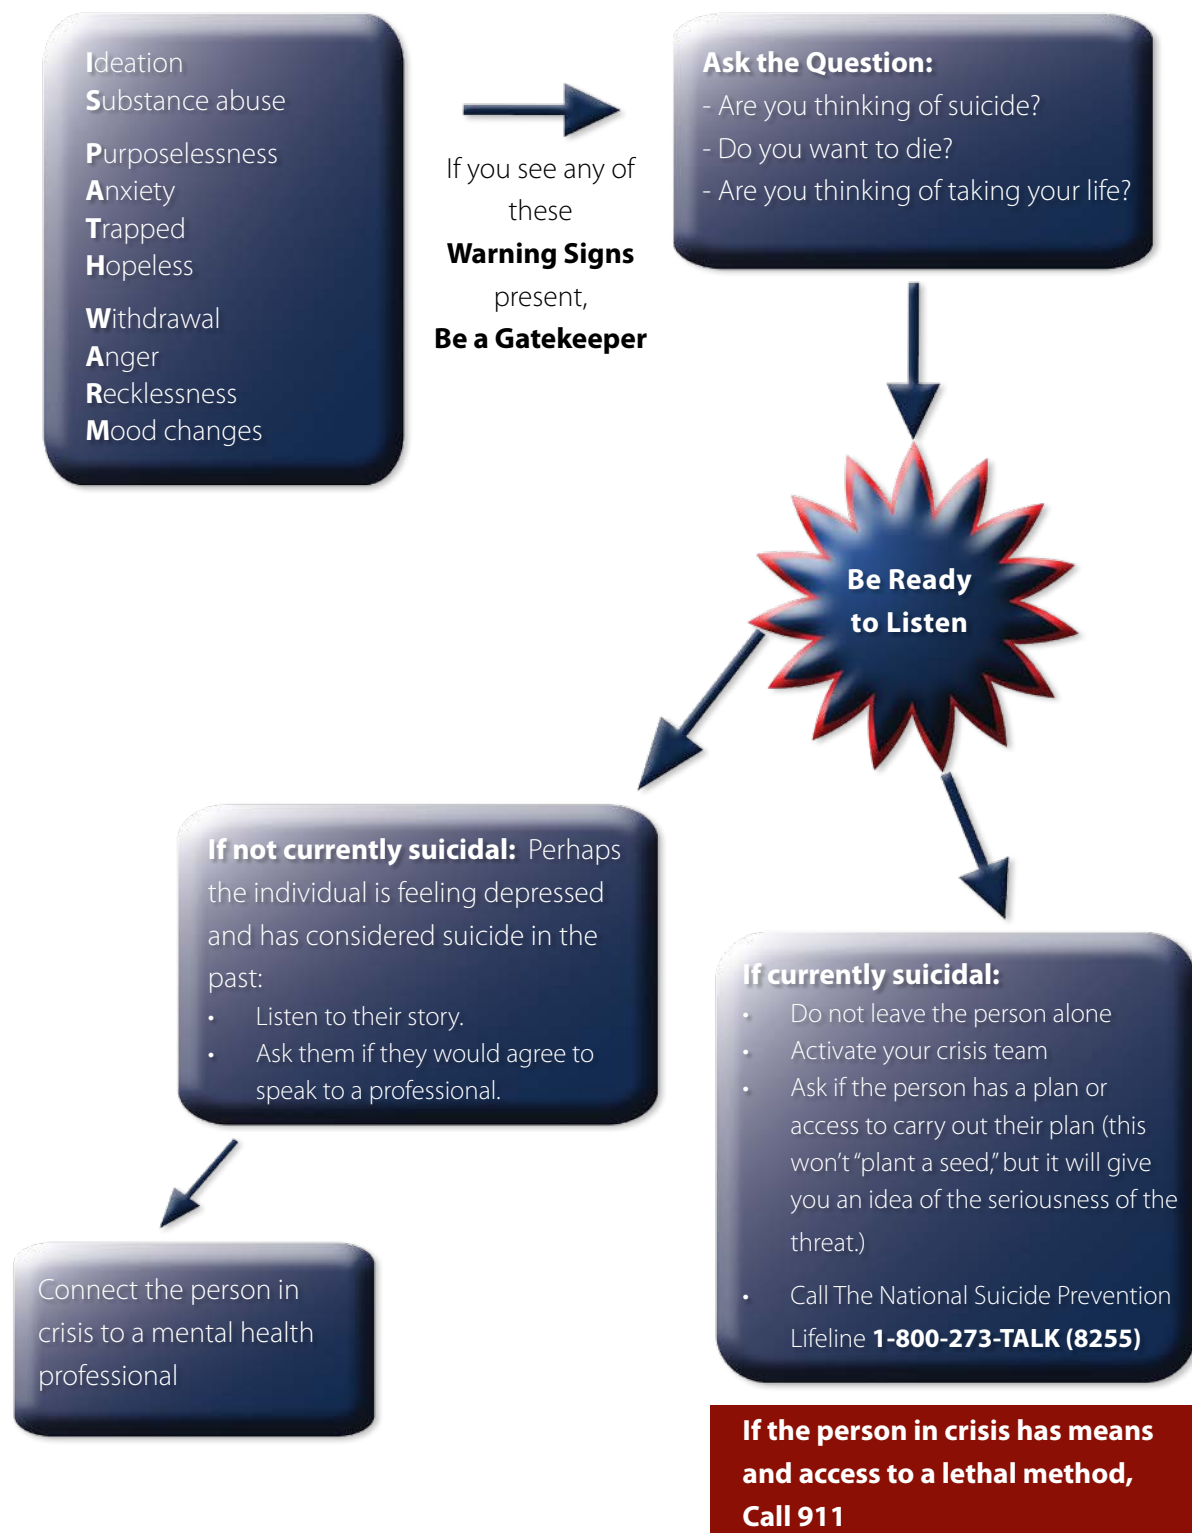 Ideation
Substance abuse
Purposelessness
Anxiety
Trapped
Hopeless
Withdrawal
Anger
Recklessness
Mood changes
If you see any of
these
Warning Signs
present,
Be a Gatekeeper
Ask the Question:
- Are you thinking of suicide?
- Do you want to die?
- Are you thinking of taking your life?
Be Ready
to Listen
If not currently suicidal: Perhaps
the individual is feeling depressed
and has considered suicide in the
past:
• Listen to their story.
• Ask them if they would agree to
speak to a professional.
Connect the person in
crisis to a mental health
professional
If currently suicidal:
• Do not leave the person alone
• Activate your crisis team
• Ask if the person has a plan or
access to carry out their plan (this
won't "plant a seed," but it will give
you an idea of the seriousness of the
threat.)
• Call The National Suicide Prevention
Lifeline 1-800-273-TALK (8255)
If the person in crisis has means
and access to a lethal method,
Call 911